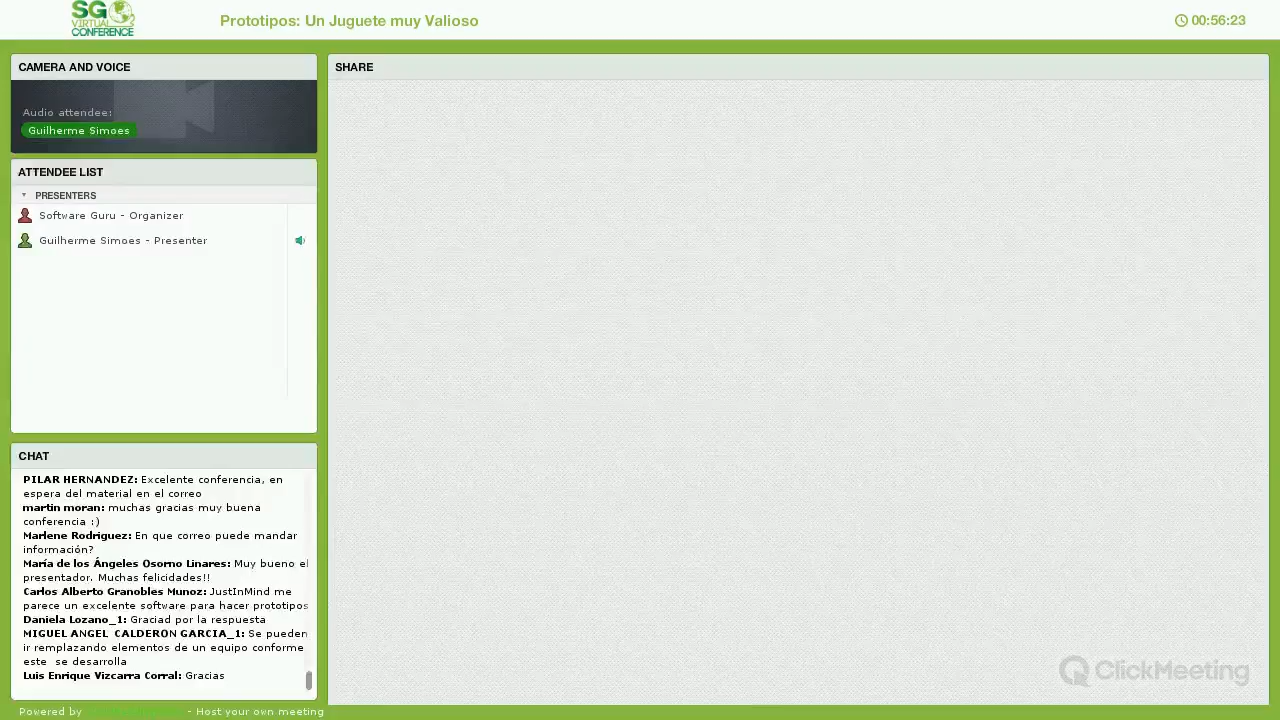 SG
VIRTUAL
CONFERENCE
Prototipos: Un Juguete muy Valioso
00:56:23
CAMERA AND VOICE
Audio attendee:
Guilherme Simoes
ATTENDEE LIST
PRESENTERS
Software Guru - Organizer
Guilherme Simoes - Presenter
CHAT
PILAR HERNANDEZ: Excelente conferencia, en
espera del material en el correo
martin moran: muchas gracias muy buena
conferencia :)
Marlene Rodriguez: En que correo puede mandar
información?
María de los Ángeles Osorno Linares: Muy bueno el
presentador. Muchas felicidades!!
Carlos Alberto Granobles Munoz: JustInMind me
parece un excelente software para hacer prototipos
Daniela Lozano_1: Graciad por la respuesta
MIGUEL ANGEL CALDERON GARCIA_1: Se pueden
ir remplazando elementos de un equipo conforme
este se desarrolla
Luis Enrique Vizcarra Corral: Gracias
Powered by - Host your own meeting
SHARE
ClickMeeting